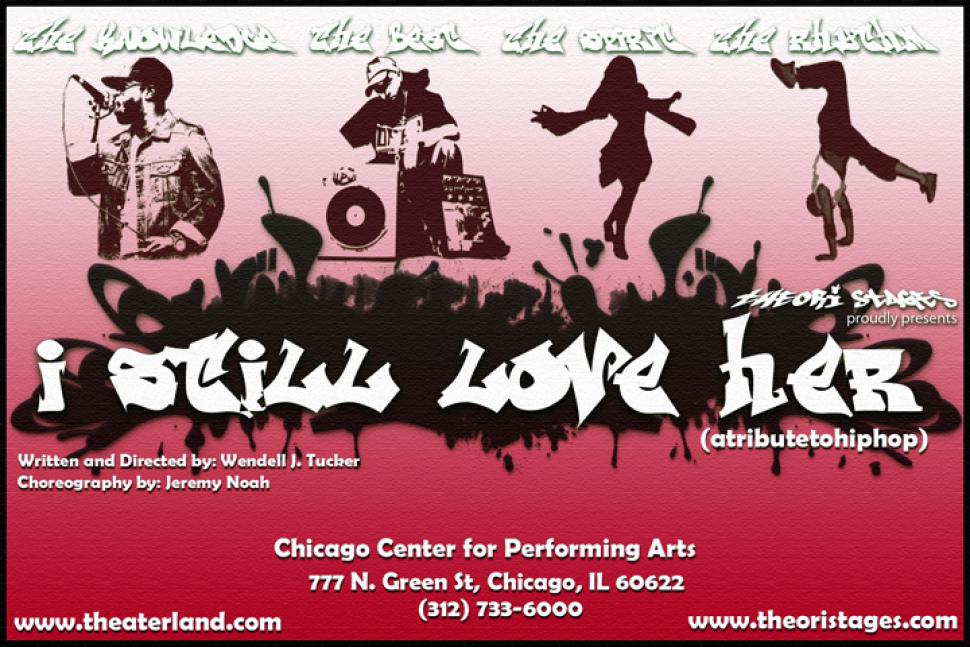 The Knowledge The Beat The Spirit The Rhythm
Theori Stages
proudly presents
i still love her
(atributetohiphop)
Written and Directed by: Wendell J. Tucker
Choreography by: Jeremy Noah
Chicago Center for Performing Arts
777 N. Green St, Chicago, IL 60622
(312) 733-6000
www.theaterland.com
www.theoristages.com